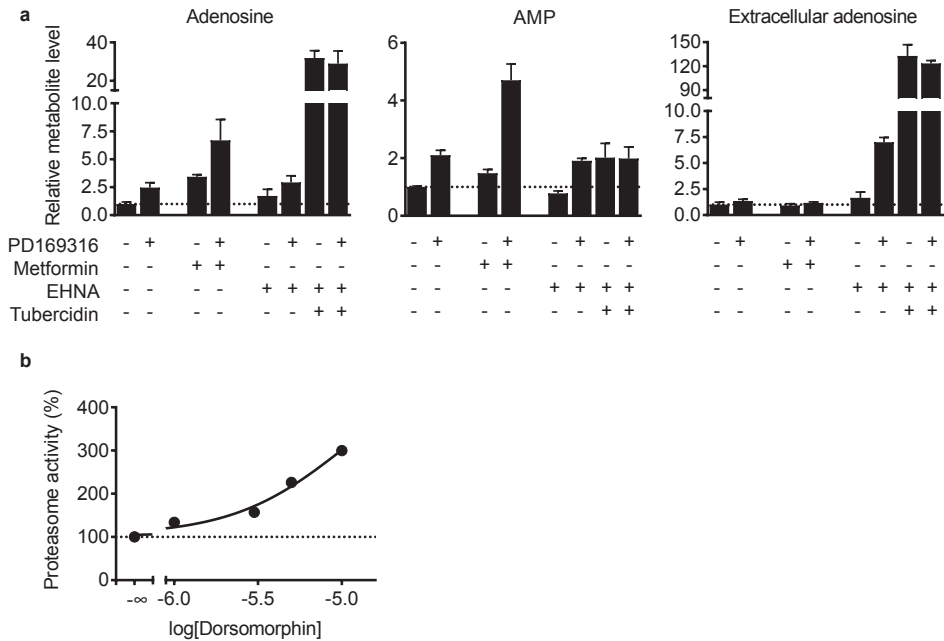 a
Adenosine
AMP
Extracellular adenosine
Relative metabolite level
40
20
10.0
7.5
5.0
2.5
0.0
6
4
2
0
150
120
90
10.0
7.5
5.0
2.5
0.0
PD169316 - + - + - + - + - + - + - + - + - + - + - + - +
Metformin - - + + - - - - - - + + - - - - - - + + - - - -
EHNA - - - - + + + + - - - - + + + + - - - - + + + +
Tubercidin - - - - - - + + - - - - - - + + - - - - - - + +
b
Proteasome activity (%)
400
300
200
100
0
-∞ -6.0 -5.5 -5.0
log[Dorsomorphin]